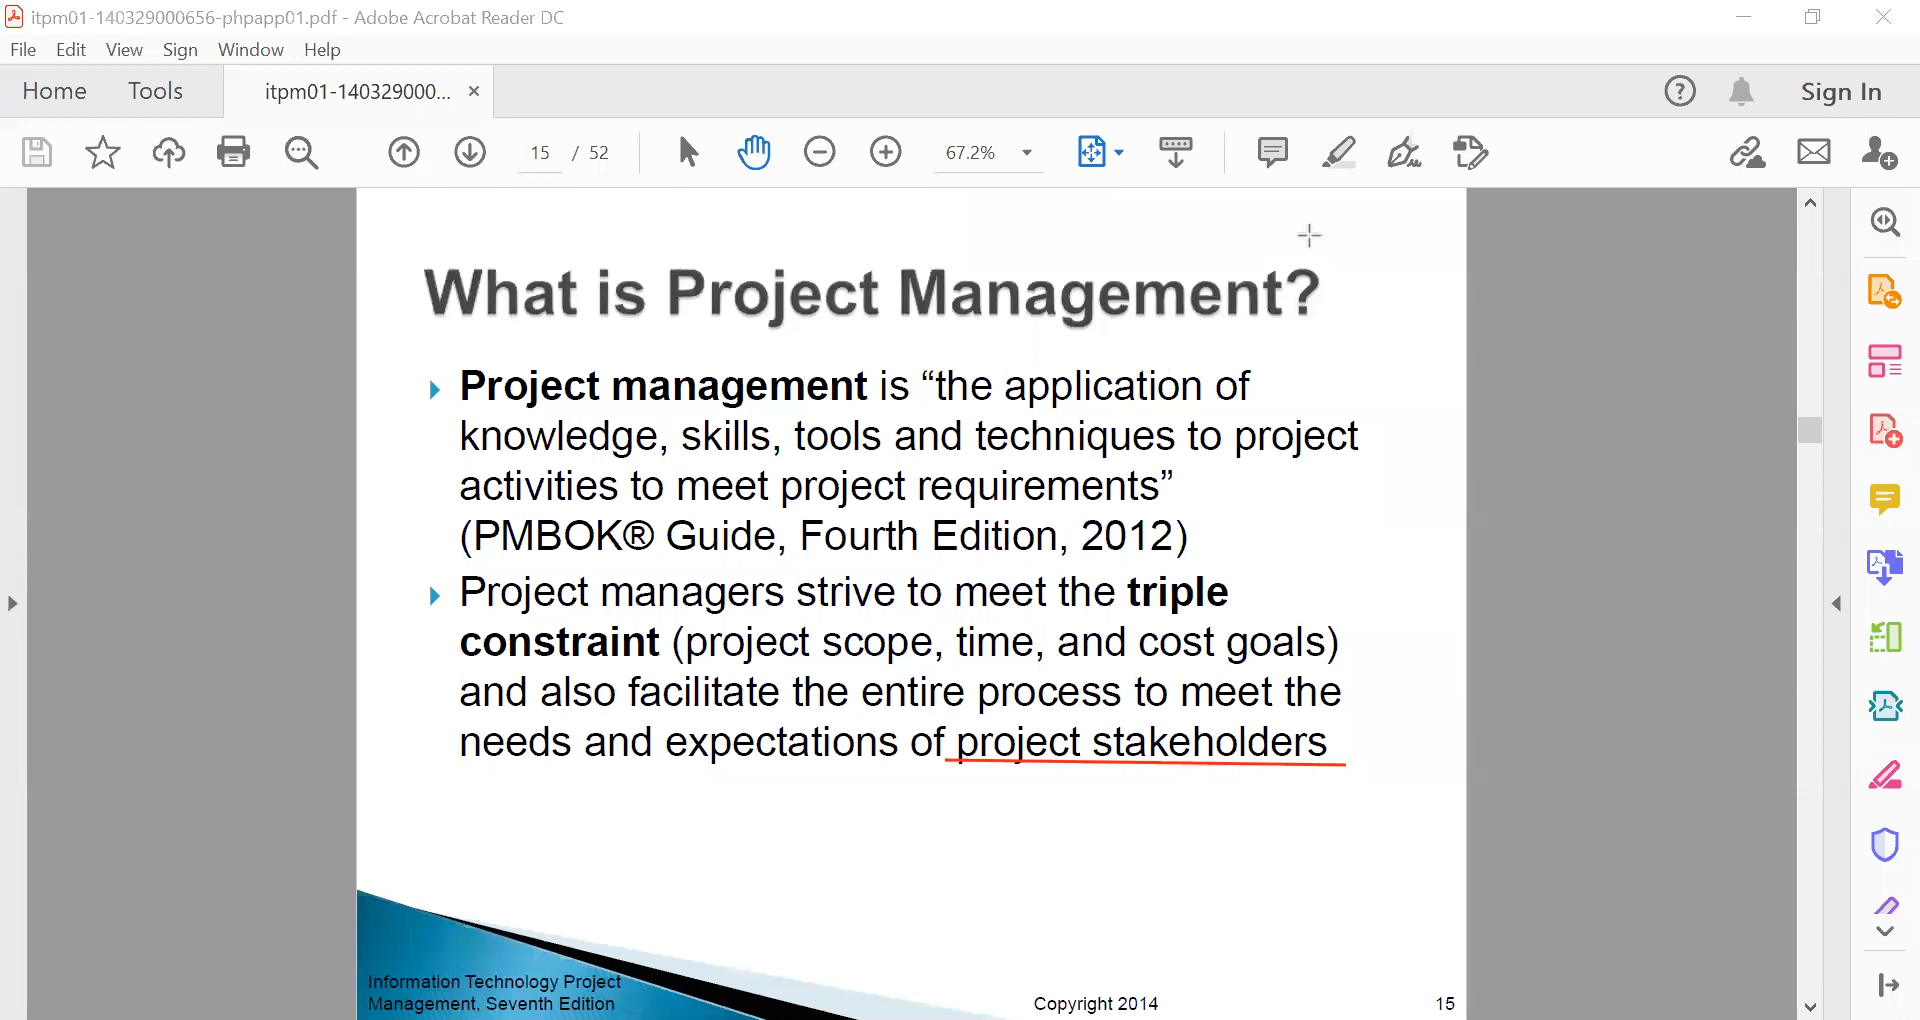 itpm01-140329000656-phpapp01.pdf - Adobe Acrobat Reader DC
File Edit View Sign Window Help
Home Tools itpm01-140329000... × Sign In
15 / 52 67.2%
What is Project Management?
Project management is “the application of
knowledge, skills, tools and techniques to project
activities to meet project requirements”
(PMBOK® Guide, Fourth Edition, 2012)
Project managers strive to meet the triple
constraint (project scope, time, and cost goals)
and also facilitate the entire process to meet the
needs and expectations of project stakeholders
Information Technology Project
Management, Seventh Edition
Copyright 2014
15